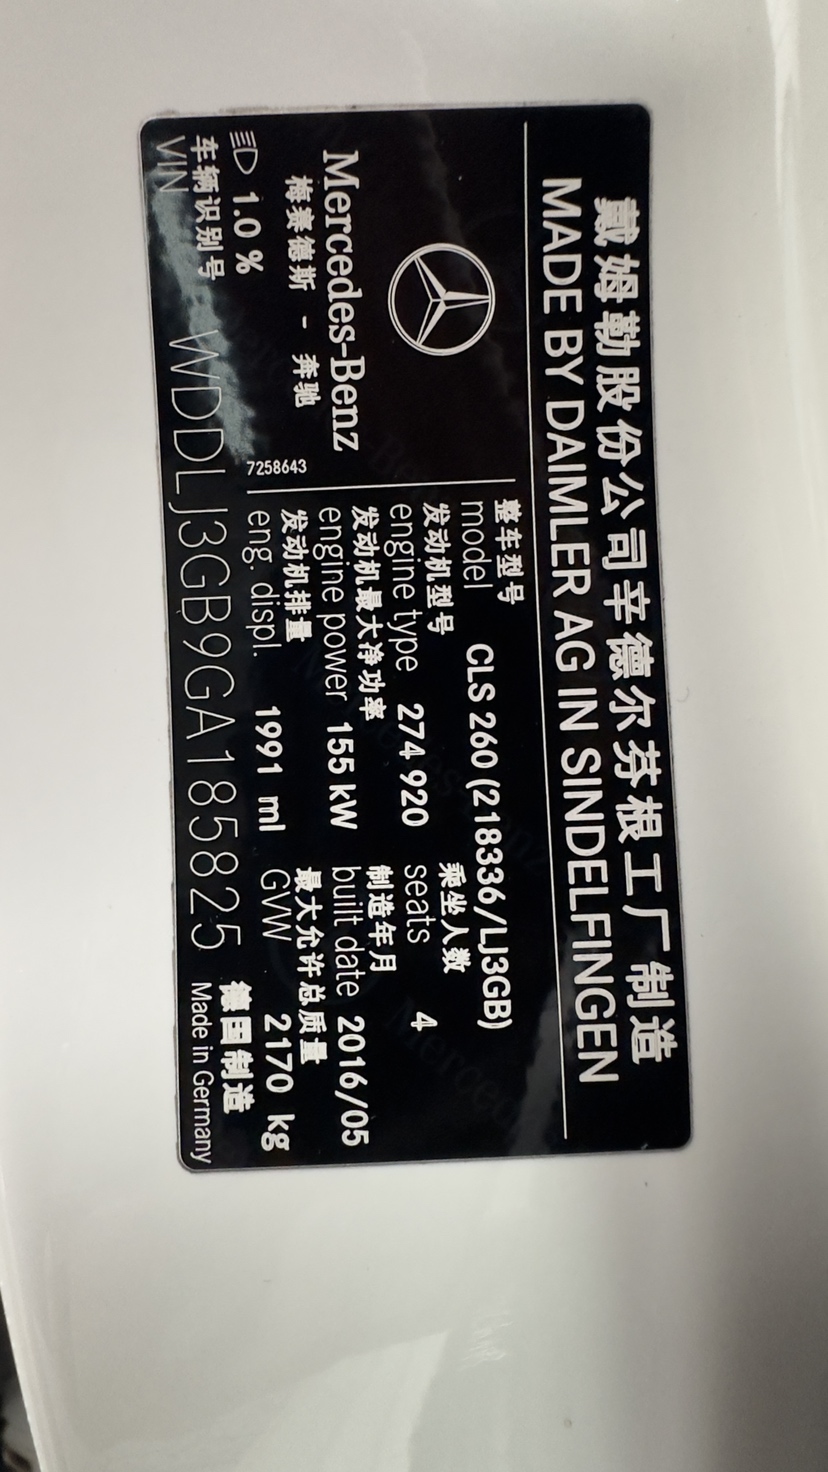 戴姆勒股份公司辛德尔芬根工厂制造
MADE BY DAIMLER AG IN SINDELFINGEN
Mercedes-Benz
梅赛德斯 - 奔驰
7258643
1.0 %
整车型号
model CLS 260 (218336/LJ3GB)
发动机型号 乘坐人数
engine type 274 920 seats 4
发动机最大净功率 制造年月
engine power 155 kW built date 2016/05
发动机排量 最大允许总质量
eng. displ. 1991 ml GVW 2170 kg
车辆识别号 德国制造
VIN WDDLJ3GB9GA185825 Made in Germany